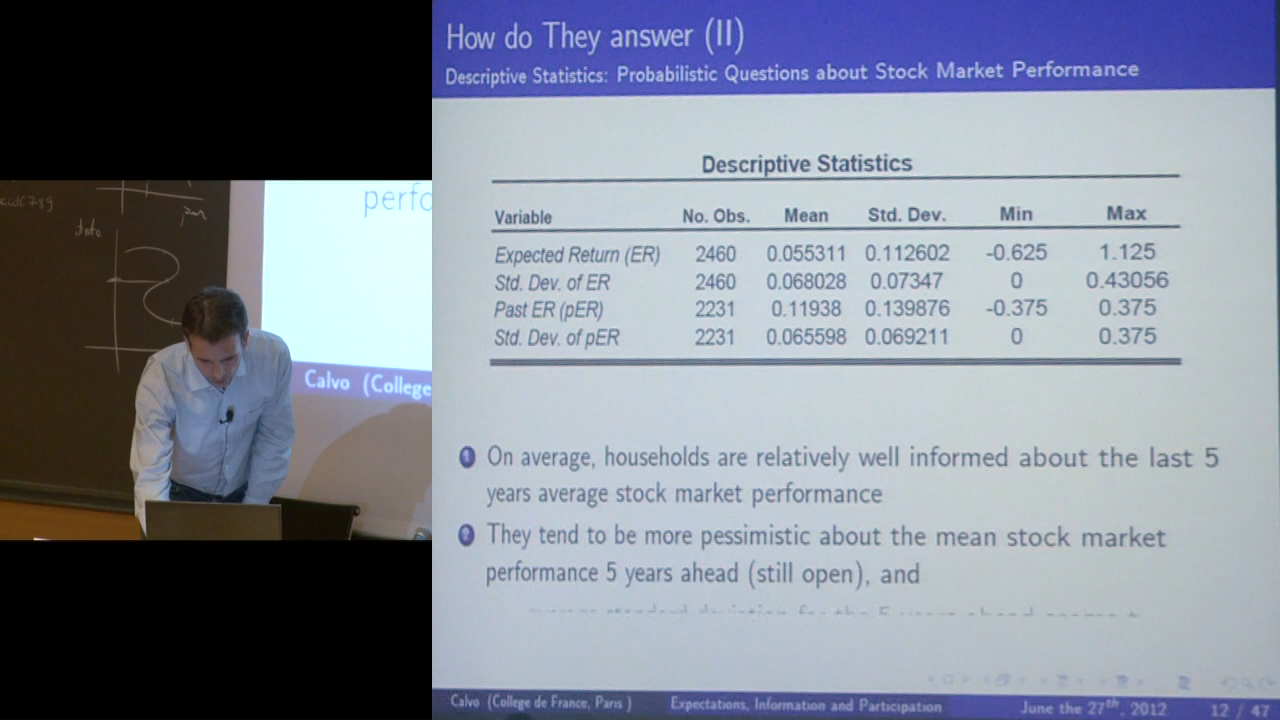 How do They answer (II)
Descriptive Statistics: Probabilistic Questions about Stock Market Performance
Descriptive Statistics
Variable No. Obs. Mean Std. Dev. Min Max
Expected Return (ER) 2460 0.055311 0.112602 -0.625 1.125
Std. Dev. of ER 2460 0.068028 0.07347 0 0.43056
Past ER (pER) 2231 0.11938 0.139876 -0.375 0.375
Std. Dev. of pER 2231 0.065598 0.069211 0 0.375
1 On average, households are relatively well informed about the last 5
years average stock market performance
2 They tend to be more pessimistic about the mean stock market
performance 5 years ahead (still open), and
Calvo (College de France, Paris ) Expectations, Information and Participation June the 27th, 2012 12 / 47
perfo
Calvo (College